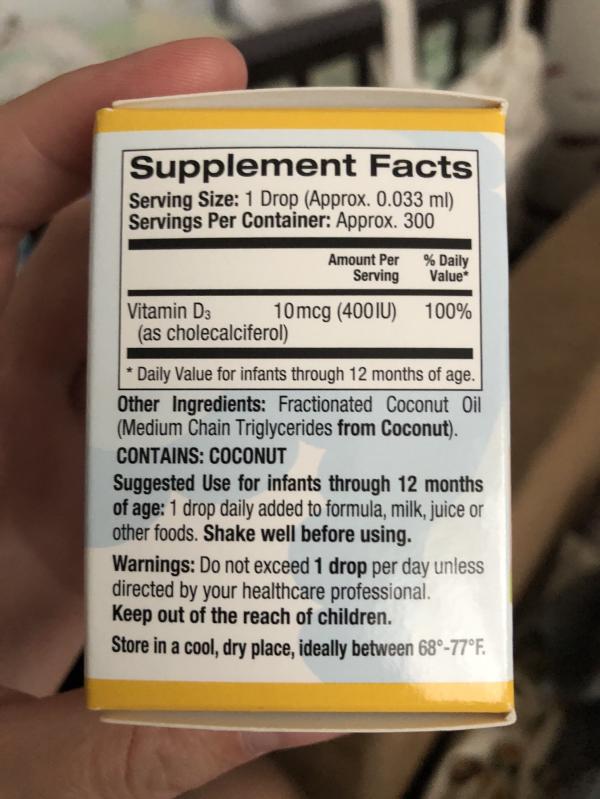 Supplement Facts
Serving Size: 1 Drop (Approx. 0.033 ml)
Servings Per Container: Approx. 300
Amount Per Serving % Daily Value*
Vitamin D3 10mcg (400IU) 100%
(as cholecalciferol)
* Daily Value for infants through 12 months of age.
Other Ingredients: Fractionated Coconut Oil
(Medium Chain Triglycerides from Coconut).
CONTAINS: COCONUT
Suggested Use for infants through 12 months
of age: 1 drop daily added to formula, milk, juice or
other foods. Shake well before using.
Warnings: Do not exceed 1 drop per day unless
directed by your healthcare professional.
Keep out of the reach of children.
Store in a cool, dry place, ideally between 68°-77°F.